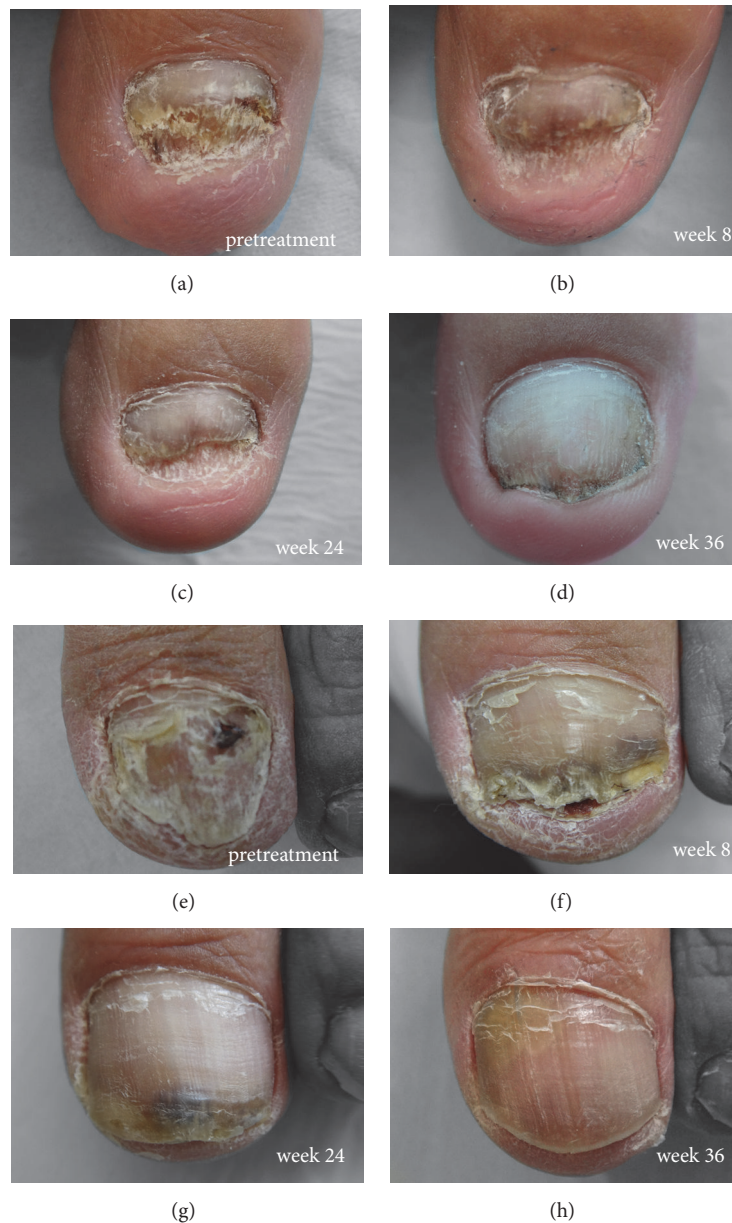 pretreatment
week 8
(a)
(b)
week 24
week 36
(c)
(d)
pretreatment
week 8
(e)
(f)
week 24
week 36
(g)
(h)